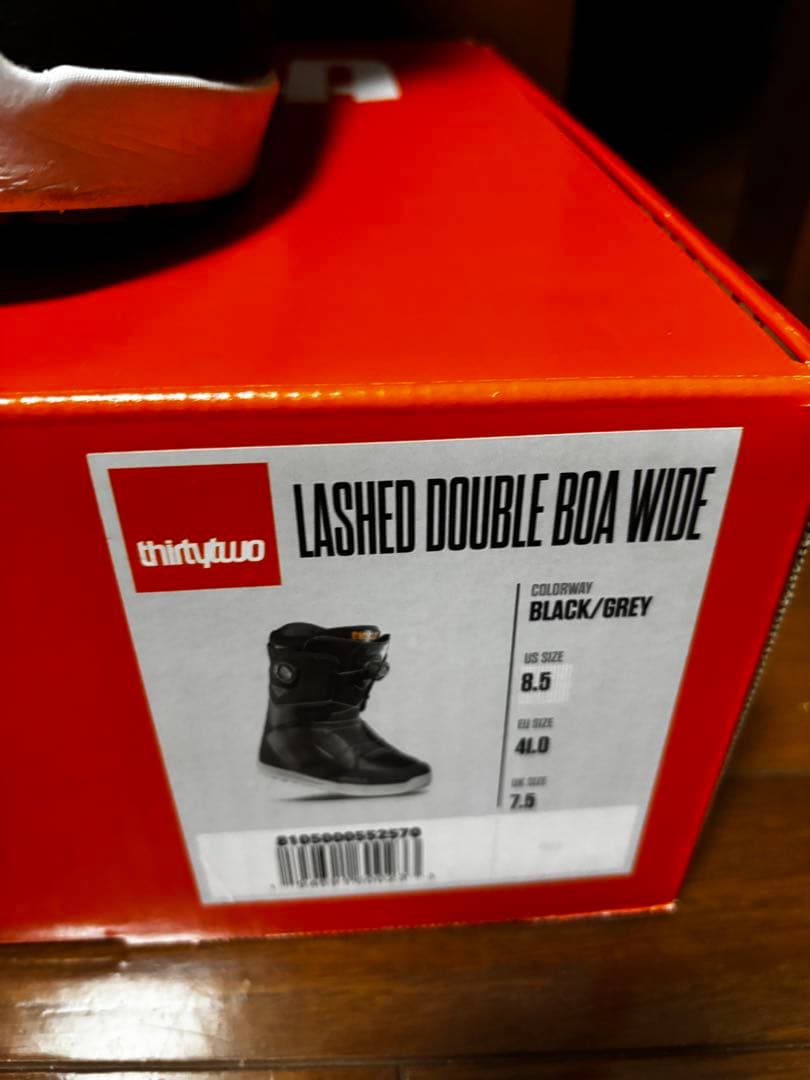 thirtytwo
LASHED DOUBLE BOA WIDE
COLORWAY
BLACK/GREY
US SIZE
8.5
EU SIZE
41.0
UK SIZE
7.5
8105000552570